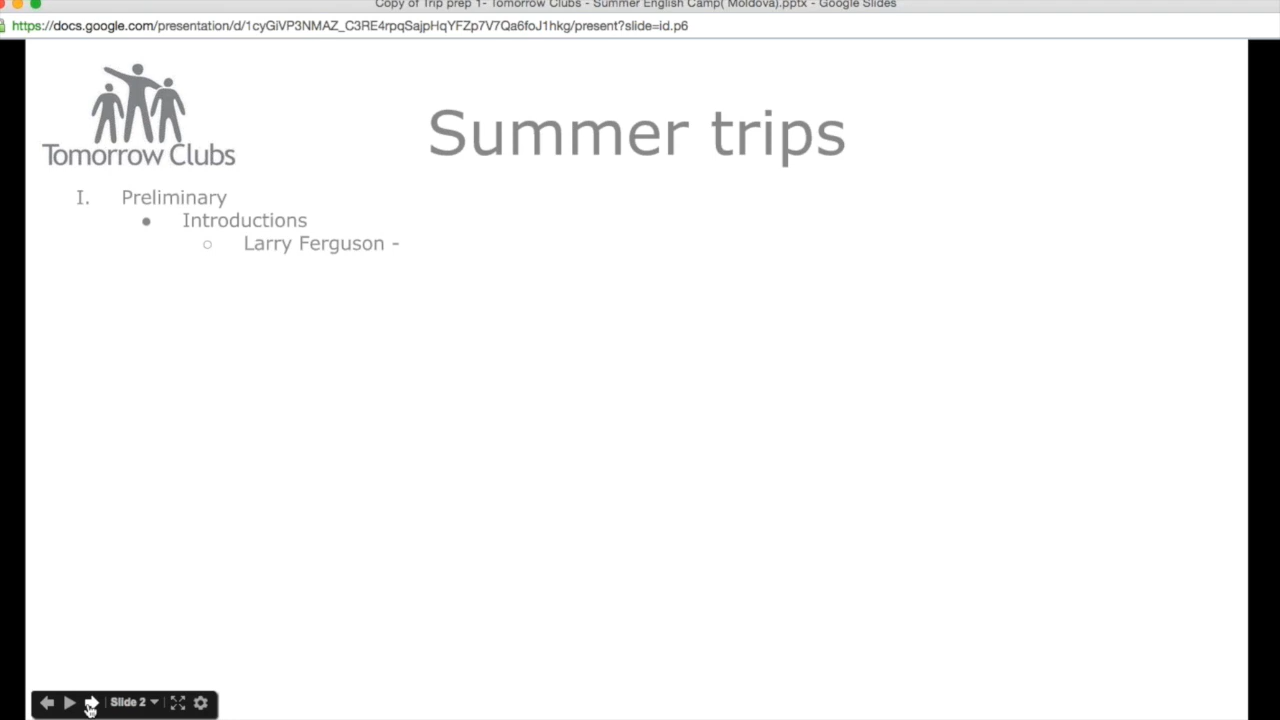 Copy of Trip prep 1- Tomorrow Clubs - Summer English Camp( Moldova).pptx - Google Slides
https://docs.google.com/presentation/d/1cyGiVP3NMAZ_C3RE4rpqSajpHqYFZp7V7Qa6foJ1hkg/present?slide=id.p6
Tomorrow Clubs
Summer trips
I. Preliminary
● Introductions
○ Larry Ferguson -
Slide 2